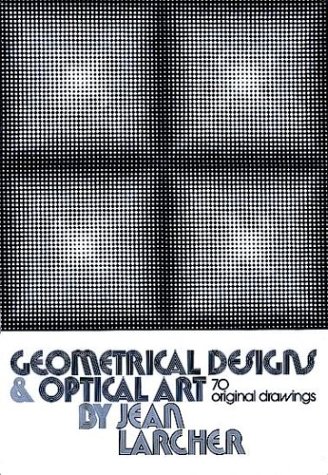 GEOMETRICAL DESIGNS
& OPTICAL ART 70 original drawings
BY JEAN
LARCHER